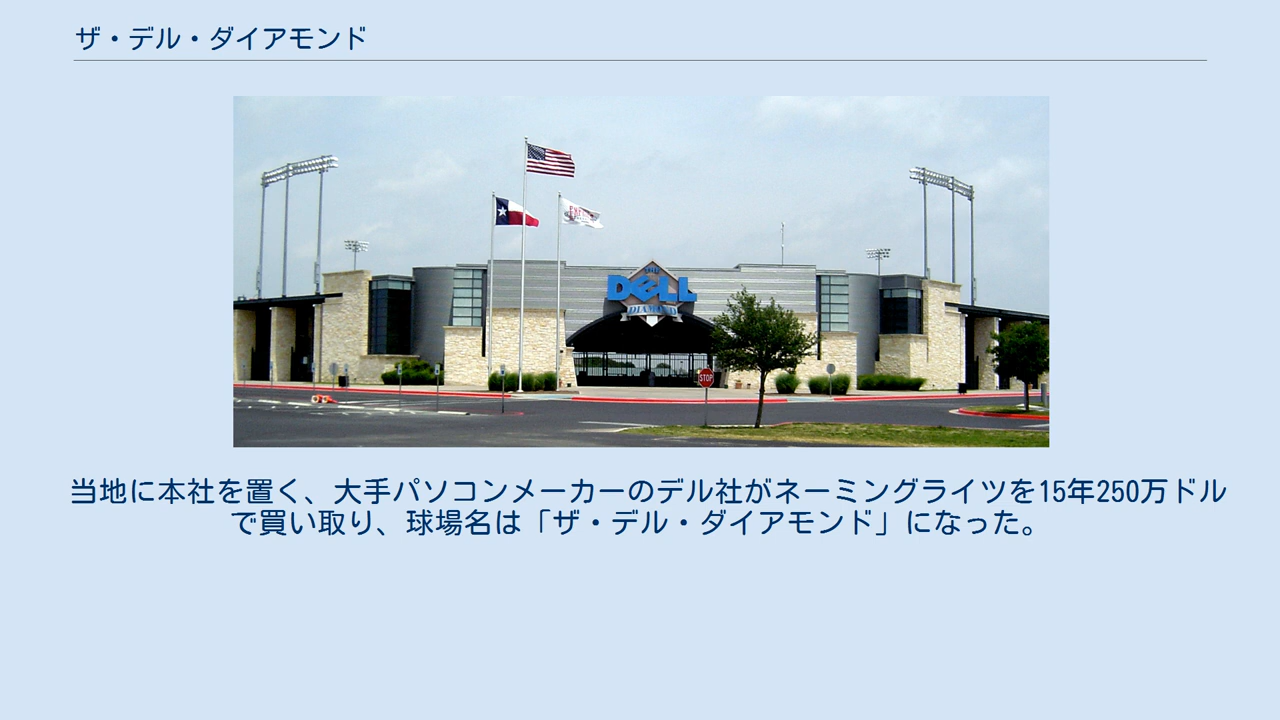 ザ・デル・ダイアモンド
THE
DELL
DIAMOND
STOP
当地に本社を置く、大手パソコンメーカーのデル社がネーミングライツを15年250万ドル
で買い取り、球場名は「ザ・デル・ダイアモンド」になった。